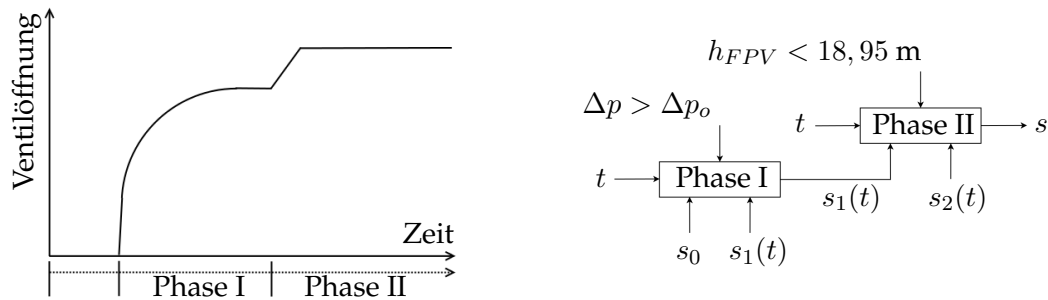 Ventilöffnung
Zeit
Phase I
Phase II
h_{FPV} < 18, 95 m
Δp > Δp_o
t
Phase II
s
t
Phase I
s_1(t)
s_2(t)
s_0
s_1(t)